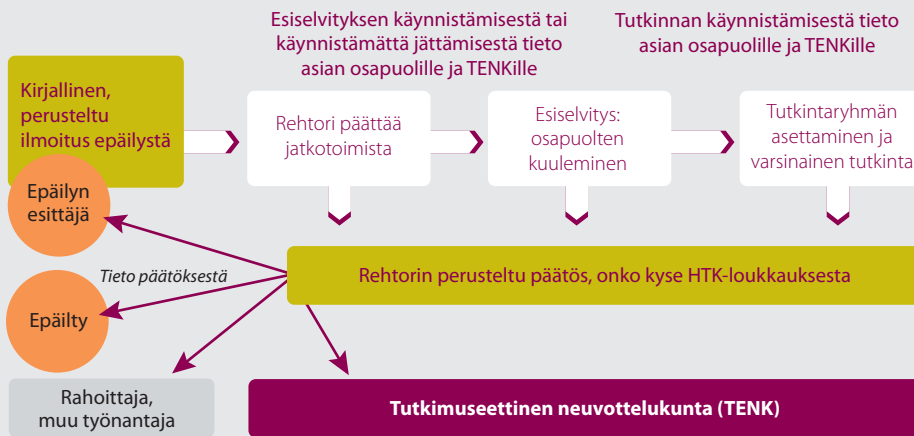 Esiselvityksen käynnistämisestä tai
käynnistämättä jättämisestä tieto
asian osapuolille ja TENKille
Tutkinnan käynnistämisestä tieto
asian osapuolille ja TENKille
Kirjallinen,
perusteltu
ilmoitus epäilystä
Rehtori päättää
jatkotoimista
Esiselvitys:
osapuolten
kuuleminen
Tutkintaryhmän
asettaminen ja
varsinainen tutkinta
Epäilyn
esittäjä
Tieto päätöksestä
Rehtorin perusteltu päätös, onko kyse HTK-loukkauksesta
Epäilty
Rahoittaja,
muu työnantaja
Tutkimuseettinen neuvottelukunta (TENK)